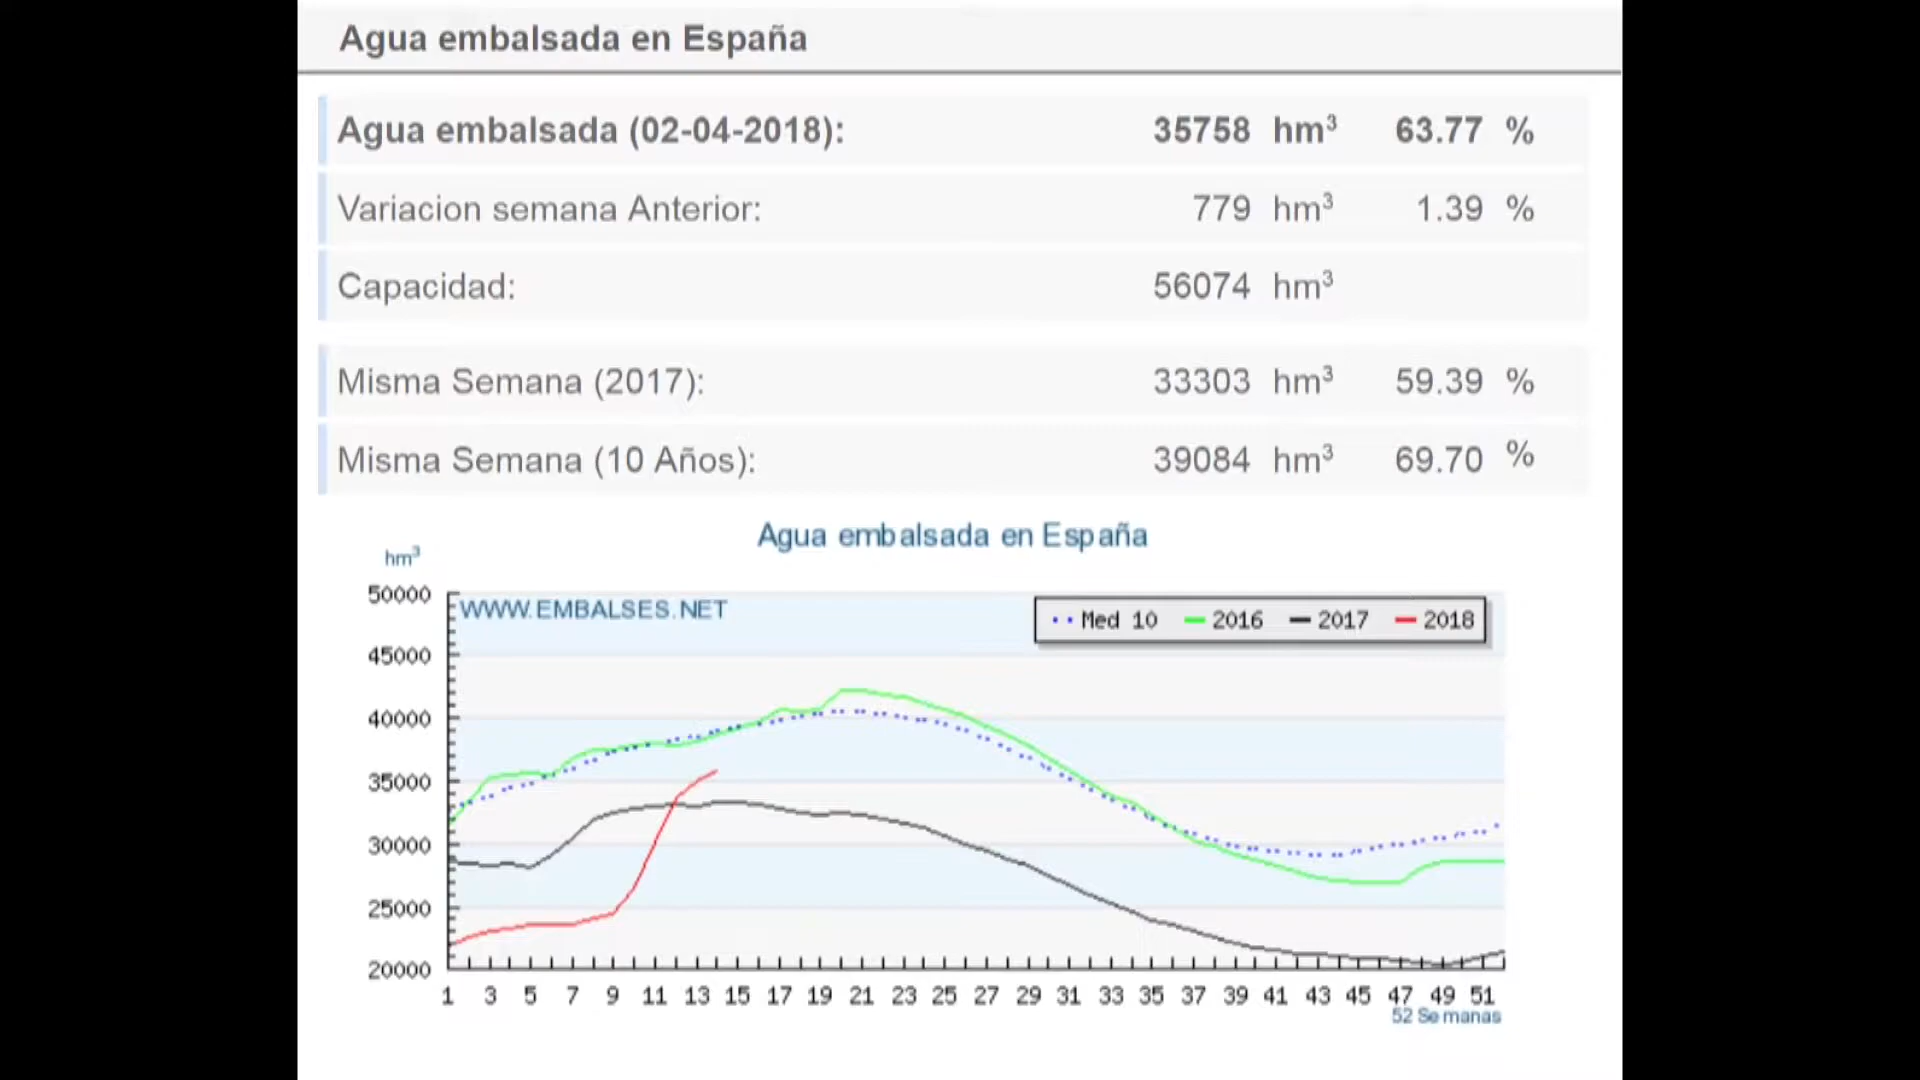 Agua embalsada en España
Agua embalsada (02-04-2018): 35758 hm³ 63.77 %
Variacion semana Anterior: 779 hm³ 1.39 %
Capacidad: 56074 hm³
Misma Semana (2017): 33303 hm³ 59.39 %
Misma Semana (10 Años): 39084 hm³ 69.70 %
Agua embalsada en España
hm³
50000
WWW.EMBALSES.NET
Med 10 2016 2017 2018
45000
40000
35000
30000
25000
20000
1 3 5 7 9 11 13 15 17 19 21 23 25 27 29 31 33 35 37 39 41 43 45 47 49 51
52 Semanas